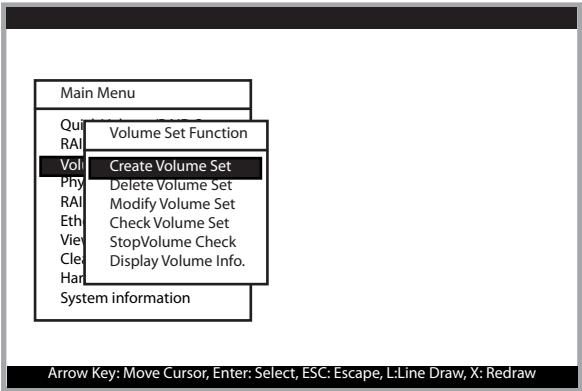 Main Menu
Volume Set Function
Create Volume Set
Delete Volume Set
Modify Volume Set
Check Volume Set
StopVolume Check
Display Volume Info.
System information
Arrow Key: Move Cursor, Enter: Select, ESC: Escape, L:Line Draw, X: Redraw